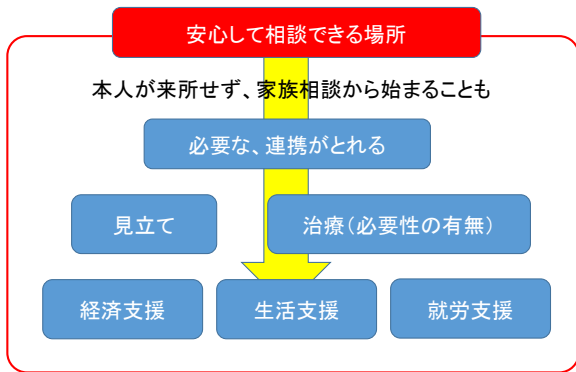 安心して相談できる場所
本人が来所せず、家族相談から始まることも
必要な、連携がとれる
見立て
治療(必要性の有無)
経済支援
生活支援
就労支援